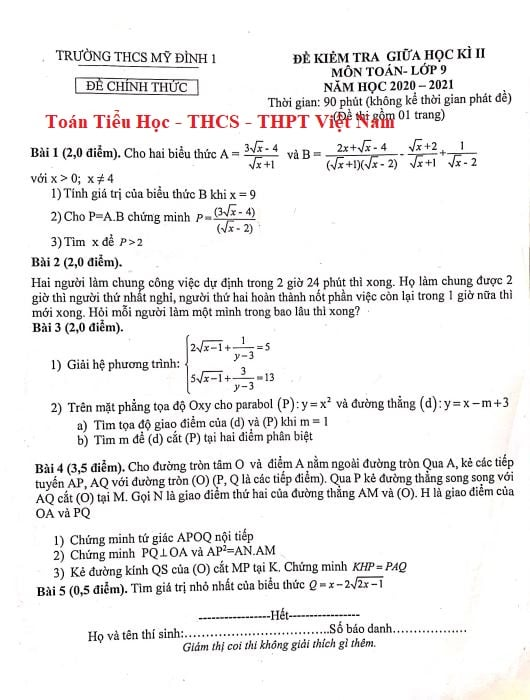 TRƯỜNG THCS MỸ ĐÌNH 1
ĐỀ CHÍNH THỨC
ĐỀ KIỂM TRA GIỮA HỌC KÌ II
MÔN TOÁN- LỚP 9
NĂM HỌC 2020 – 2021
Thời gian: 90 phút (không kể thời gian phát đề)
(Đề thi gồm 01 trang)
Toán Tiểu Học - THCS - THPT Việt Nam
Bài 1 (2,0 điểm). Cho hai biểu thức A = (3√x - 4)/(√x+1) và B = (2x+√x - 4)/((√x+1)(√x - 2)) - (√x+2)/(√x+1) + 1/(√x - 2)
với x > 0; x ≠ 4
1) Tính giá trị của biểu thức B khi x = 9
2) Cho P=A.B chứng minh P = (3√x - 4)/(√x - 2)
3) Tìm x để P > 2
Bài 2 (2,0 điểm).
Hai người làm chung công việc dự định trong 2 giờ 24 phút thì xong. Họ làm chung được 2
giờ thì người thứ nhất nghỉ, người thứ hai hoàn thành nốt phần việc còn lại trong 1 giờ nữa thì
mới xong. Hỏi mỗi người làm một mình trong bao lâu thì xong?
Bài 3 (2,0 điểm).
1) Giải hệ phương trình: { 2√x−1 + 1/(y−3) = 5
5√x−1 + 3/(y−3) = 13
2) Trên mặt phẳng tọa độ Oxy cho parabol (P): y = x² và đường thẳng (d): y = x − m + 3
a) Tìm tọa độ giao điểm của (d) và (P) khi m = 1
b) Tìm m để (d) cắt (P) tại hai điểm phân biệt
Bài 4 (3,5 điểm). Cho đường tròn tâm O và điểm A nằm ngoài đường tròn Qua A, kẻ các tiếp
tuyến AP, AQ với đường tròn (O) (P, Q là các tiếp điểm). Qua P kẻ đường thẳng song song với
AQ cắt (O) tại M. Gọi N là giao điểm thứ hai của đường thẳng AM và (O). H là giao điểm của
OA và PQ
1) Chứng minh tứ giác APOQ nội tiếp
2) Chứng minh PQ⊥OA và AP²=AN.AM
3) Kẻ đường kính QS của (O) cắt MP tại K. Chứng minh KHP = PAQ
Bài 5 (0,5 điểm). Tìm giá trị nhỏ nhất của biểu thức Q = x − 2√2x−1
------------------Hết-----------------
Họ và tên thí sinh:.....................................Số báo danh..................
Giám thị coi thi không giải thích gì thêm.